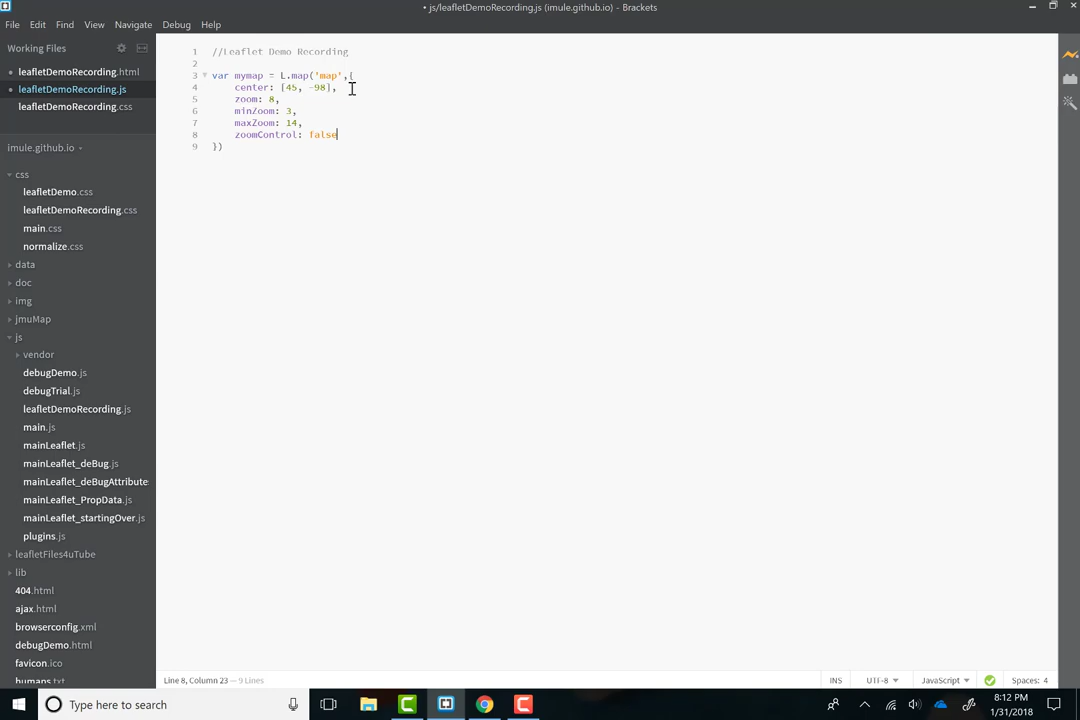 • js/leafletDemoRecording.js (imule.github.io) - Brackets
File Edit Find View Navigate Debug Help
Working Files
leafletDemoRecording.html
leafletDemoRecording.js
leafletDemoRecording.css
imule.github.io
css
leafletDemo.css
leafletDemoRecording.css
main.css
normalize.css
data
doc
img
jmuMap
js
vendor
debugDemo.js
debugTrial.js
leafletDemoRecording.js
main.js
mainLeaflet.js
mainLeaflet_deBug.js
mainLeaflet_deBugAttributes
mainLeaflet_PropData.js
mainLeaflet_startingOver.js
plugins.js
leafletFiles4uTube
lib
404.html
ajax.html
browserconfig.xml
debugDemo.html
favicon.ico
humans.txt
1 //Leaflet Demo Recording
2
3 var mymap = L.map('map',{
4 center: [45, -98],
5 zoom: 8,
6 minZoom: 3,
7 maxZoom: 14,
8 zoomControl: false
9 })
Line 8, Column 23 — 9 Lines
INS UTF-8 JavaScript Spaces: 4
Type here to search
8:12 PM
1/31/2018